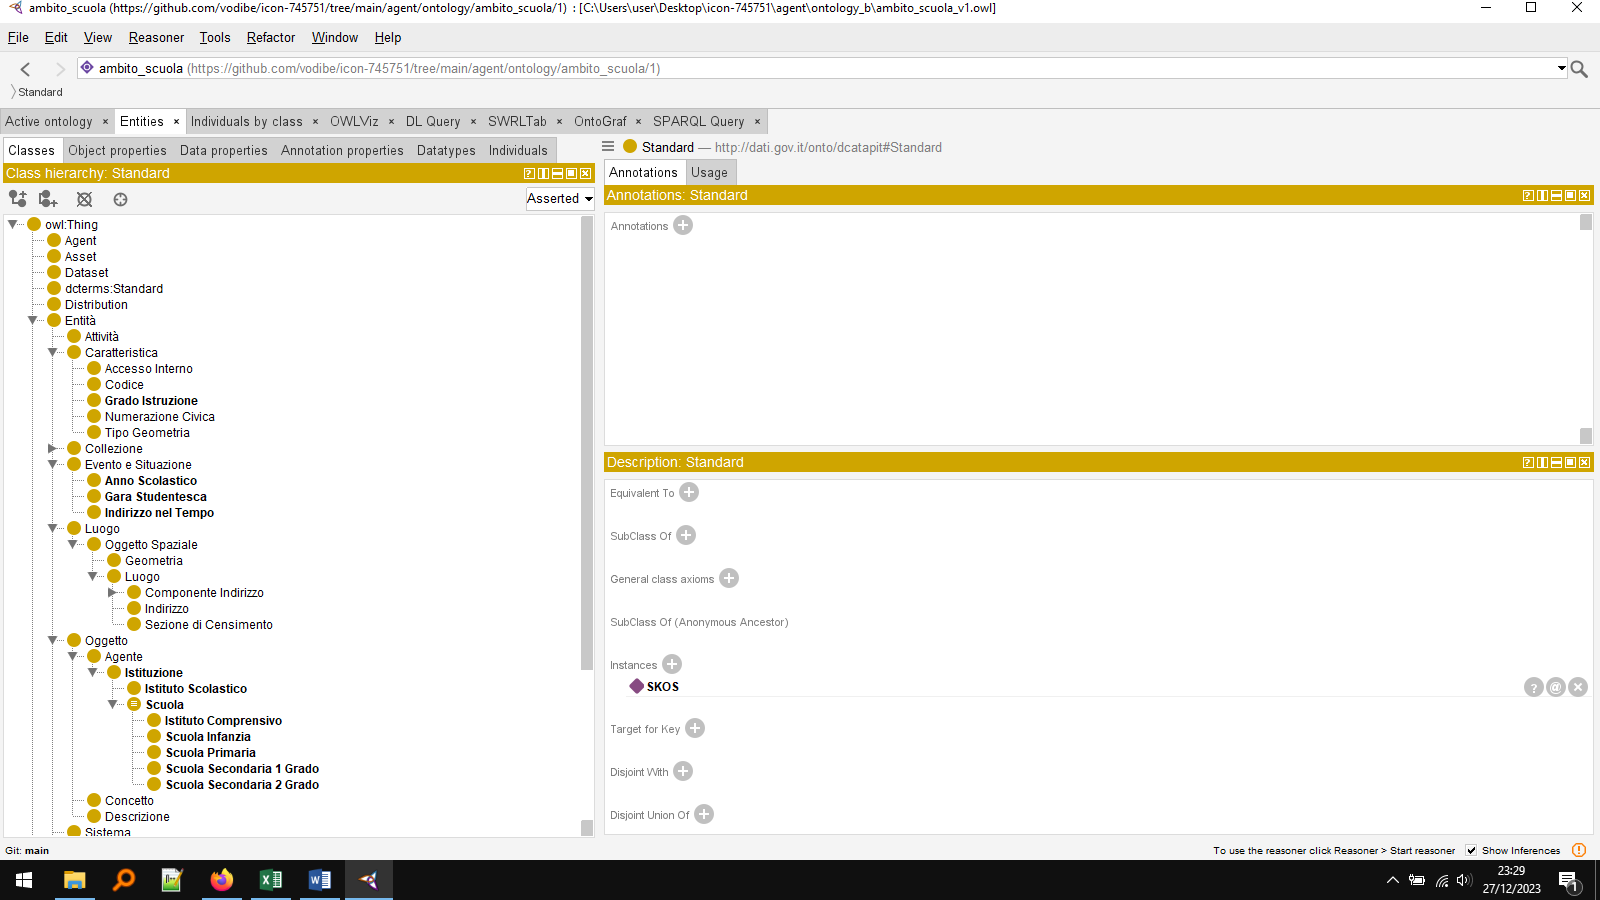 ambito_scuola (https://github.com/vodibe/icon-745751/tree/main/agent/ontology/ambito_scuola/1) : [C:\Users\user\Desktop\icon-745751\agent\ontology_b\ambito_scuola_v1.owl]
File Edit View Reasoner Tools Refactor Window Help
ambito_scuola (https://github.com/vodibe/icon-745751/tree/main/agent/ontology/ambito_scuola/1)
Standard
Active ontology × Entities × Individuals by class × OWLViz × DL Query × SWRLTab × OntoGraf × SPARQL Query ×
Classes Object properties Data properties Annotation properties Datatypes Individuals
Class hierarchy: Standard
Asserted
owl:Thing
Agent
Asset
Dataset
dcterms:Standard
Distribution
Entità
Attività
Caratteristica
Accesso Interno
Codice
Grado Istruzione
Numerazione Civica
Tipo Geometria
Collezione
Evento e Situazione
Anno Scolastico
Gara Studentesca
Indirizzo nel Tempo
Luogo
Oggetto Spaziale
Geometria
Luogo
Componente Indirizzo
Indirizzo
Sezione di Censimento
Oggetto
Agente
Istituzione
Istituto Scolastico
Scuola
Istituto Comprensivo
Scuola Infanzia
Scuola Primaria
Scuola Secondaria 1 Grado
Scuola Secondaria 2 Grado
Concetto
Descrizione
Sistema
Standard — http://dati.gov.it/onto/dcatapit#Standard
Annotations Usage
Annotations: Standard
Annotations
Description: Standard
Equivalent To
SubClass Of
General class axioms
SubClass Of (Anonymous Ancestor)
Instances
SKOS
Target for Key
Disjoint With
Disjoint Union Of
Git: main
To use the reasoner click Reasoner > Start reasoner Show Inferences
23:29
27/12/2023
1